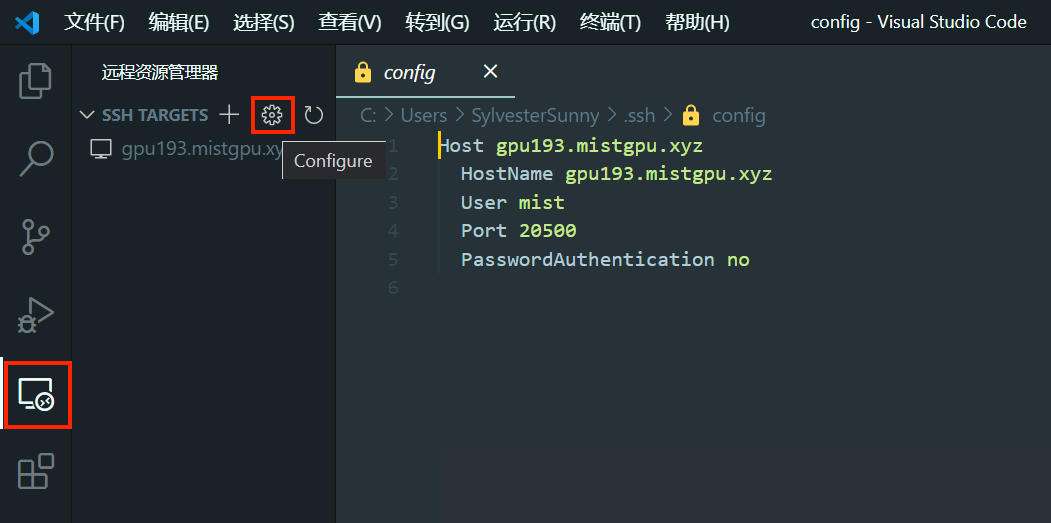 文件(F) 编辑(E) 选择(S) 查看(V) 转到(G) 运行(R) 终端(T) 帮助(H) config - Visual Studio Code
远程资源管理器
SSH TARGETS
gpu193.mistgpu.xy
Configure
config
C: > Users > SylvesterSunny > .ssh > config
1 Host gpu193.mistgpu.xyz
2 HostName gpu193.mistgpu.xyz
3 User mist
4 Port 20500
5 PasswordAuthentication no
6